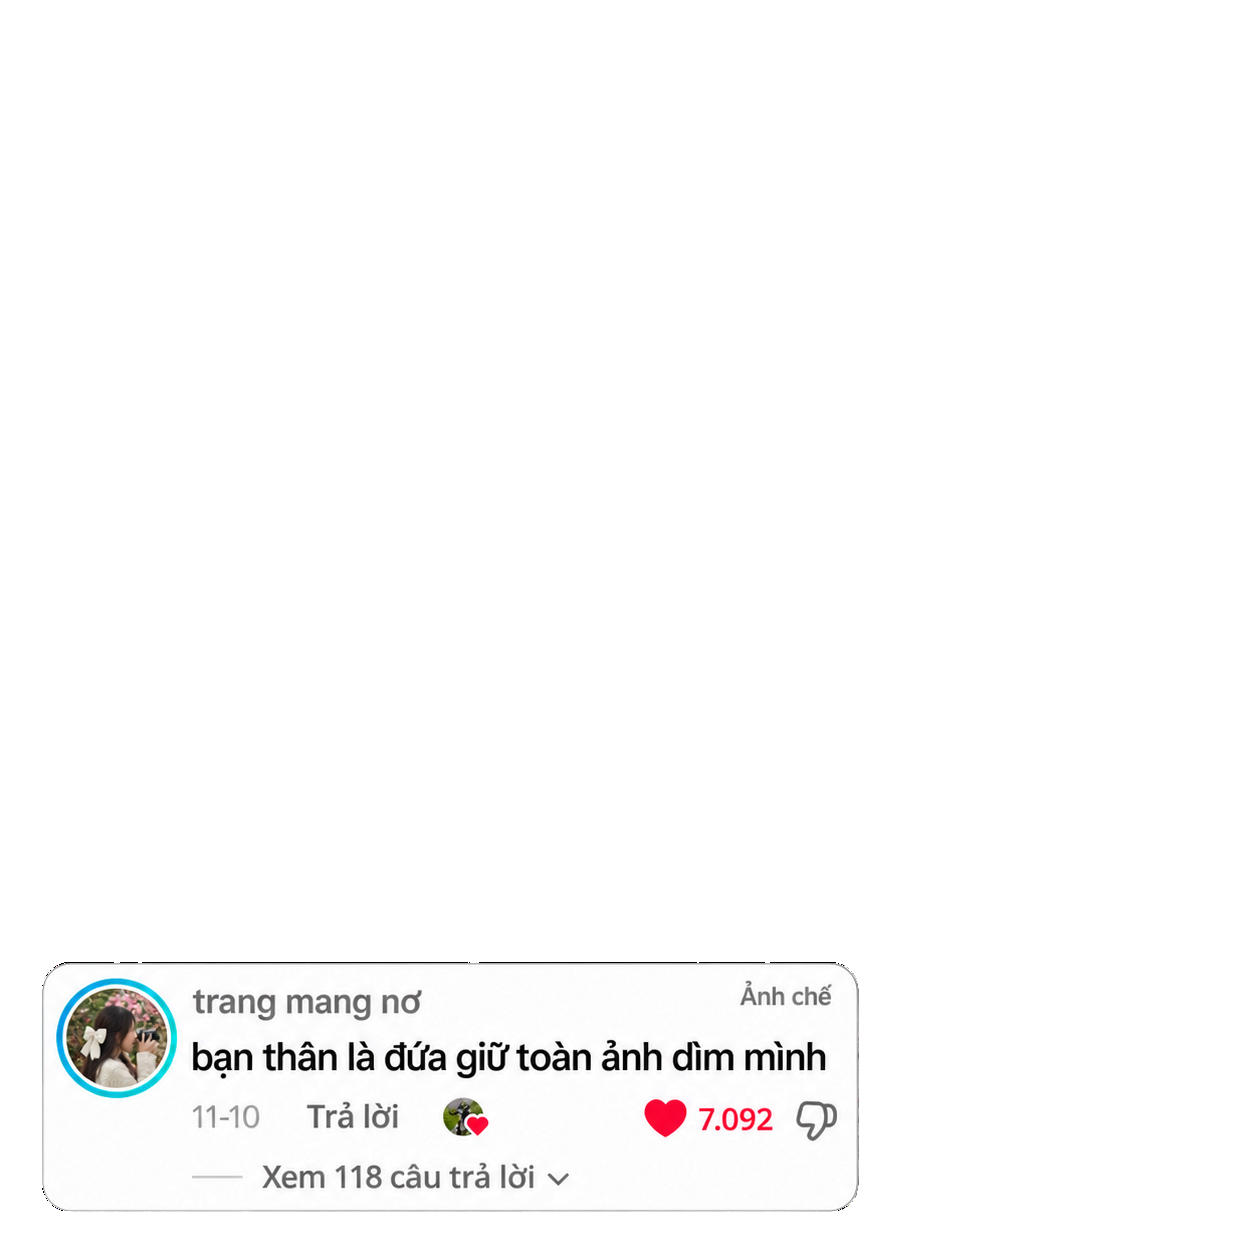 trang mang nơ
Ảnh chế
bạn thân là đứa giữ toàn ảnh dìm mình
11-10 Trả lời 7.092
Xem 118 câu trả lời